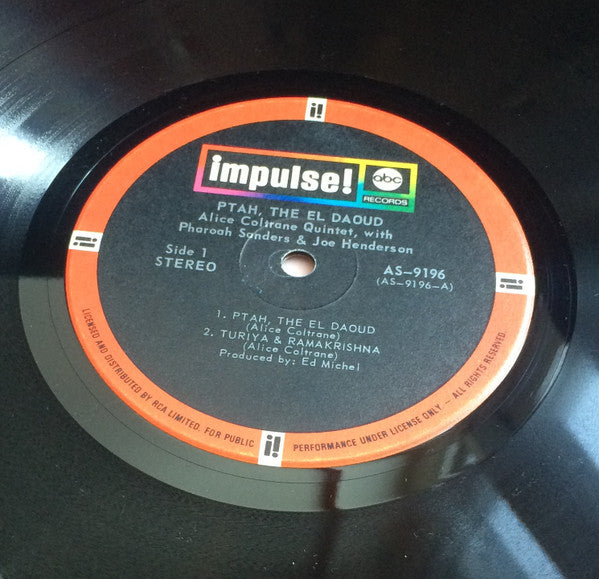 impulse!
abc
RECORDS
PTAH, THE EL DAOUD
Alice Coltrane Quintet, with
Pharoah Sanders & Joe Henderson
Side 1
STEREO
AS-9196
(AS-9196-A)
1. PTAH, THE EL DAOUD
(Alice Coltrane)
2. TURIYA & RAMAKRISHNA
(Alice Coltrane)
Produced by: Ed Michel
LICENSED AND DISTRIBUTED BY RCA LIMITED. FOR PUBLIC PERFORMANCE UNDER LICENSE ONLY — ALL RIGHTS RESERVED
i!
i!
i!
i!